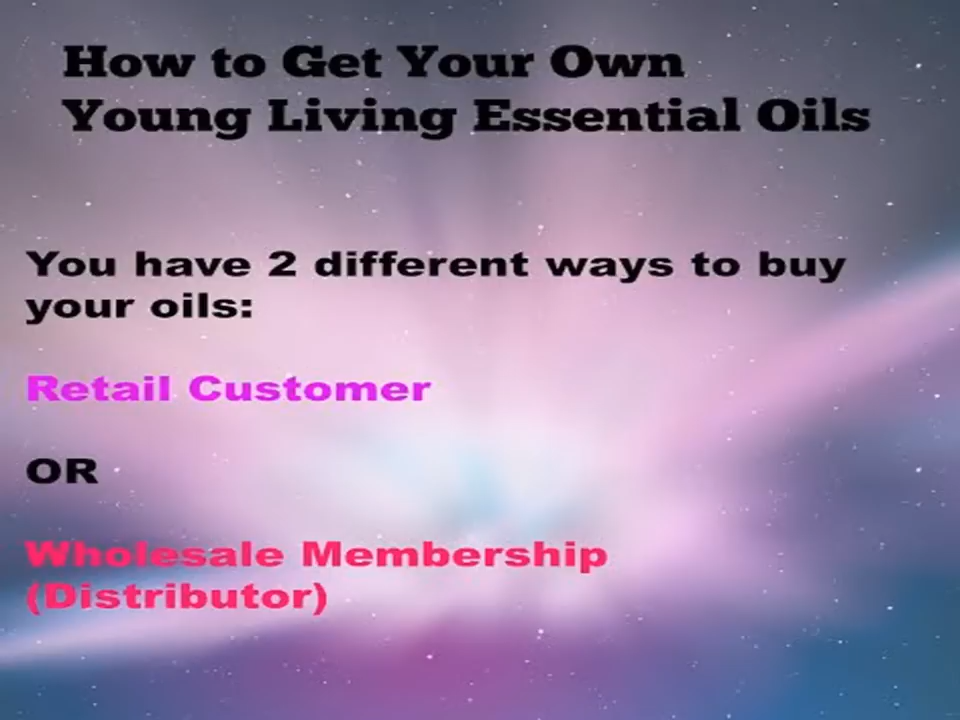 How to Get Your Own
Young Living Essential Oils
You have 2 different ways to buy
your oils:
Retail Customer
OR
Wholesale Membership
(Distributor)